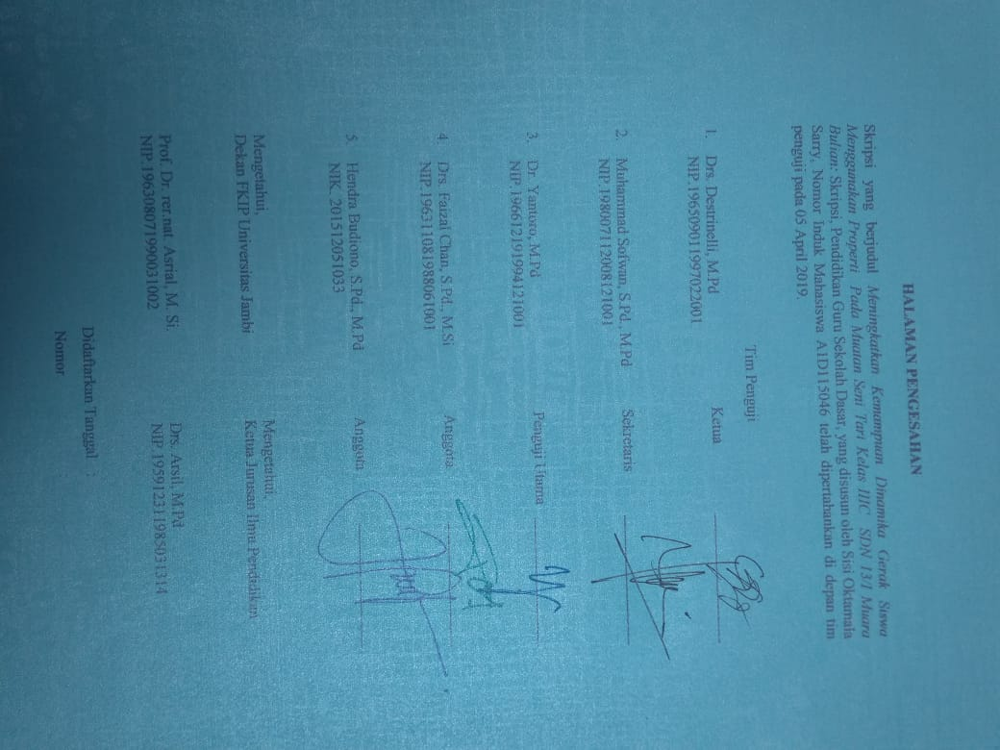 HALAMAN PENGESAHAN
Skripsi yang berjudul Meningkatkan Kemampuan Dinamika Gerak Siswa
Menggunakan Properti Pada Muatan Seni Tari Kelas IIIC SDN 13/I Muara
Bulian: Skripsi, Pendidikan Guru Sekolah Dasar, yang disusun oleh Sisi Oktamala
Sarry, Nomor Induk Mahasiswa A1D115046 telah dipertahankan di depan tim
penguji pada 05 April 2019.
Tim Penguji
1. Drs. Destrinelli, M.Pd Ketua
NIP.196509011997022001
2. Muhammad Sofwan, S.Pd., M.Pd Sekretaris
NIP.198007112008121001
3. Dr. Yantoro, M.Pd Penguji Utama
NIP.196612191994121001
4. Drs. Faizal Chan, S.Pd., M.Si Anggota
NIP.196311081988061001
5. Hendra Budiono, S.Pd., M.Pd Anggota
NIK. 201512051033
Mengetahui, Mengetahui,
Dekan FKIP Universitas Jambi Ketua Jurusan Ilmu Pendidikan
Prof. Dr. rer.nat. Asrial, M. Si. Drs. Arsil, M.Pd
NIP.196308071990031002 NIP.195912311985031314
Didaftarkan Tanggal :
Nomor :